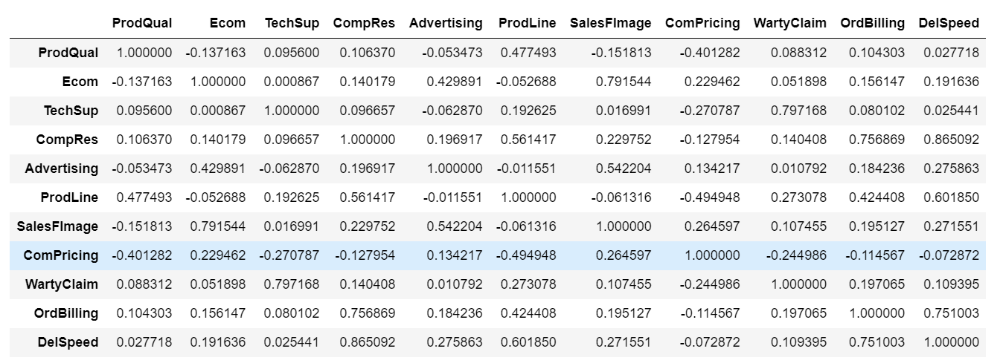 ProdQual Ecom TechSup CompRes Advertising ProdLine SalesFImage ComPricing WartyClaim OrdBilling DelSpeed
ProdQual 1.000000 -0.137163 0.095600 0.106370 -0.053473 0.477493 -0.151813 -0.401282 0.088312 0.104303 0.027718
Ecom -0.137163 1.000000 0.000867 0.140179 0.429891 -0.052688 0.791544 0.229462 0.051898 0.156147 0.191636
TechSup 0.095600 0.000867 1.000000 0.096657 -0.062870 0.192625 0.016991 -0.270787 0.797168 0.080102 0.025441
CompRes 0.106370 0.140179 0.096657 1.000000 0.196917 0.561417 0.229752 -0.127954 0.140408 0.756869 0.865092
Advertising -0.053473 0.429891 -0.062870 0.196917 1.000000 -0.011551 0.542204 0.134217 0.010792 0.184236 0.275863
ProdLine 0.477493 -0.052688 0.192625 0.561417 -0.011551 1.000000 -0.061316 -0.494948 0.273078 0.424408 0.601850
SalesFImage -0.151813 0.791544 0.016991 0.229752 0.542204 -0.061316 1.000000 0.264597 0.107455 0.195127 0.271551
ComPricing -0.401282 0.229462 -0.270787 -0.127954 0.134217 -0.494948 0.264597 1.000000 -0.244986 -0.114567 -0.072872
WartyClaim 0.088312 0.051898 0.797168 0.140408 0.010792 0.273078 0.107455 -0.244986 1.000000 0.197065 0.109395
OrdBilling 0.104303 0.156147 0.080102 0.756869 0.184236 0.424408 0.195127 -0.114567 0.197065 1.000000 0.751003
DelSpeed 0.027718 0.191636 0.025441 0.865092 0.275863 0.601850 0.271551 -0.072872 0.109395 0.751003 1.000000